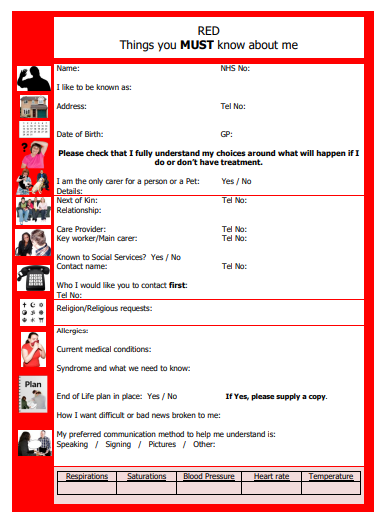 RED
Things you MUST know about me
Name: NHS No:
I like to be known as:
Address: Tel No:
Date of Birth: GP:
Please check that I fully understand my choices around what will happen if I
do or don't have treatment.
I am the only carer for a person or a Pet: Yes / No
Details:
Next of Kin: Tel No:
Relationship:
Care Provider: Tel No:
Key worker/Main carer: Tel No:
Known to Social Services? Yes / No
Contact name: Tel No:
Who I would like you to contact first:
Tel No:
Religion/Religious requests:
Allergies:
Current medical conditions:
Syndrome and what we need to know:
Plan
End of Life plan in place: Yes / No If Yes, please supply a copy.
How I want difficult or bad news broken to me:
My preferred communication method to help me understand is:
Speaking / Signing / Pictures / Other:
Respirations Saturations Blood Pressure Heart rate Temperature